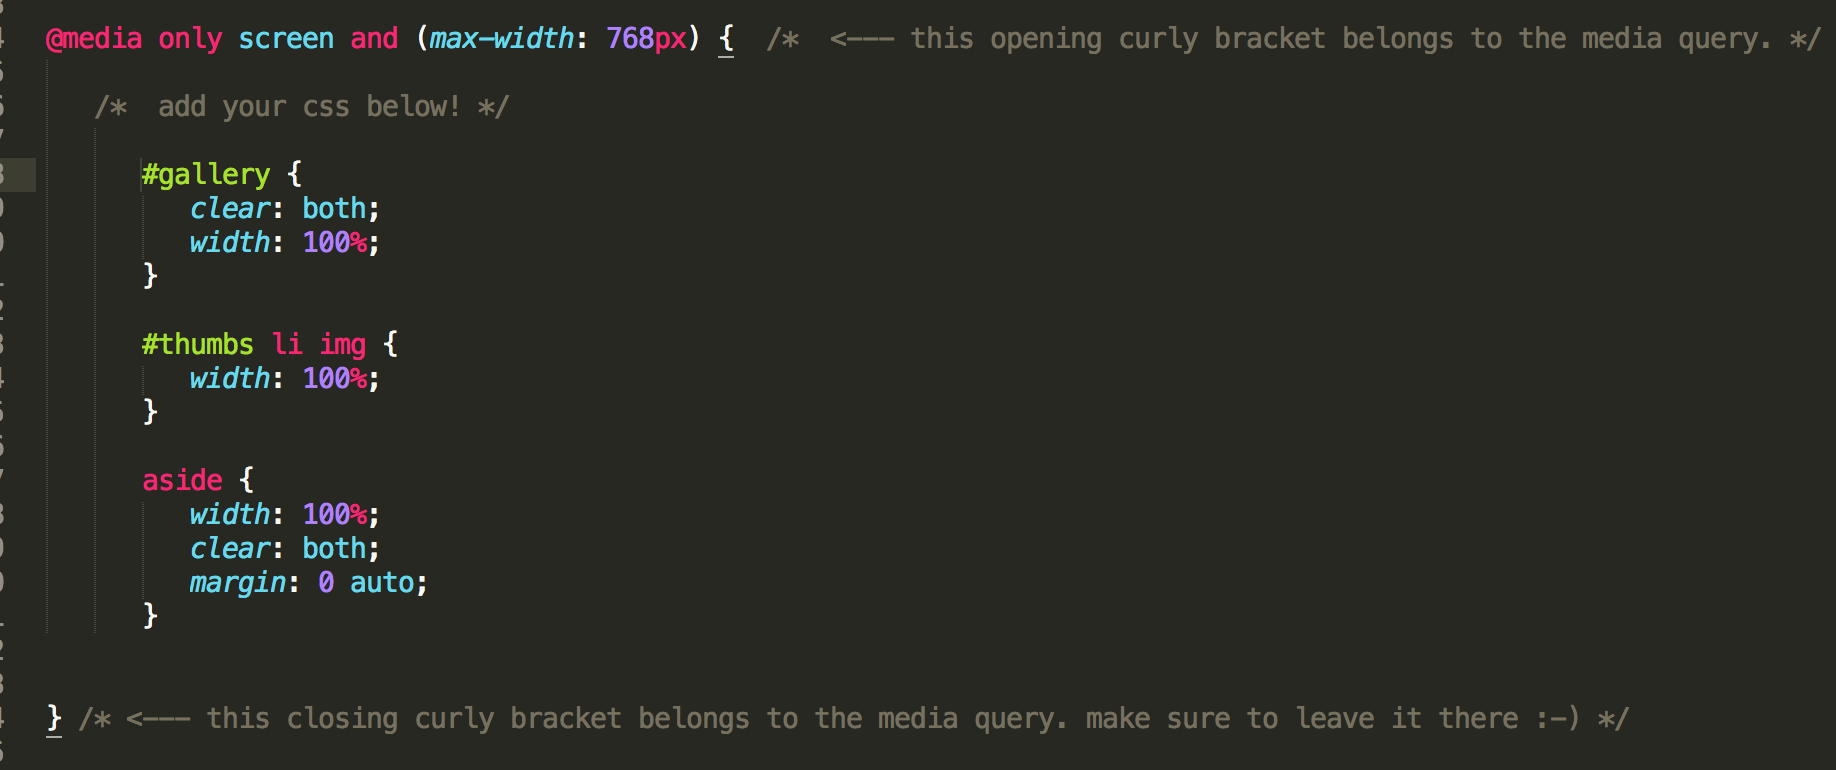 @media only screen and (max-width: 768px) { /* <--- this opening curly bracket belongs to the media query. */
/* add your css below! */
#gallery {
clear: both;
width: 100%;
}
#thumbs li img {
width: 100%;
}
aside {
width: 100%;
clear: both;
margin: 0 auto;
}
} /* <--- this closing curly bracket belongs to the media query. make sure to leave it there :-) */